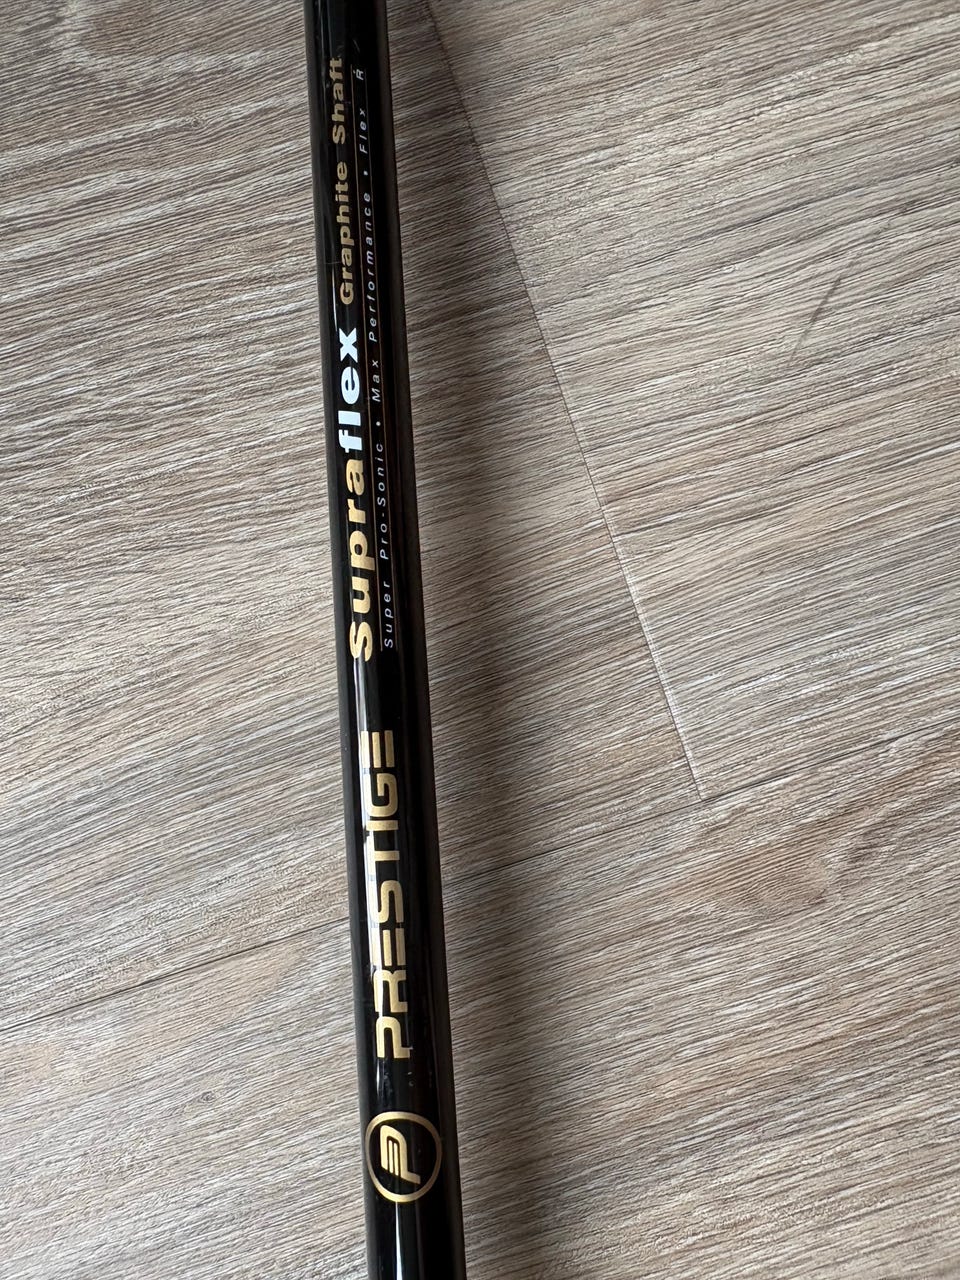 P
PRESTIGE
Supraflex Graphite Shaft
Super Pro-Sonic • Max Performance • Flex R